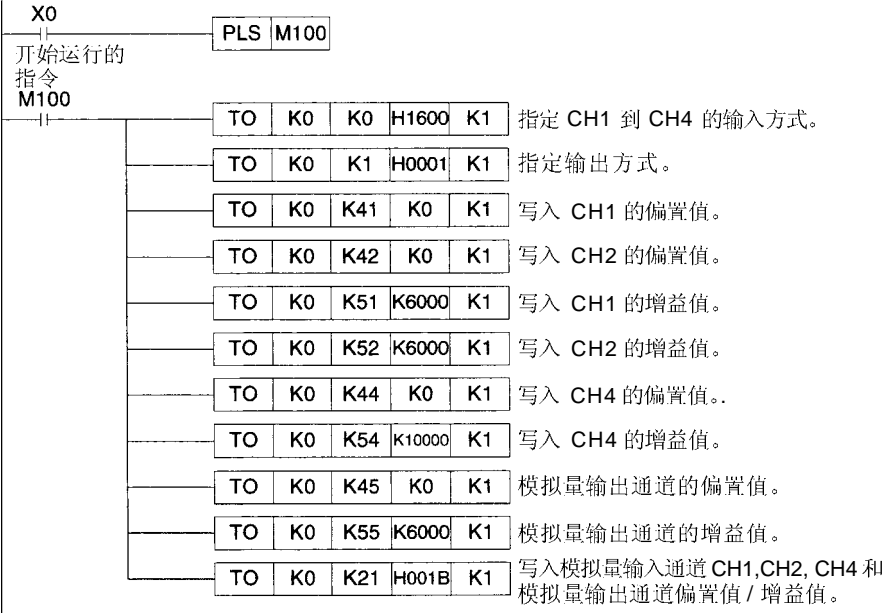 X0
PLS M100
开始运行的
指令
M100
TO K0 K0 H1600 K1 指定 CH1 到 CH4 的输入方式。
TO K0 K1 H0001 K1 指定输出方式。
TO K0 K41 K0 K1 写入 CH1 的偏置值。
TO K0 K42 K0 K1 写入 CH2 的偏置值。
TO K0 K51 K6000 K1 写入 CH1 的增益值。
TO K0 K52 K6000 K1 写入 CH2 的增益值。
TO K0 K44 K0 K1 写入 CH4 的偏置值。.
TO K0 K54 K10000 K1 写入 CH4 的增益值。
TO K0 K45 K0 K1 模拟量输出通道的偏置值。
TO K0 K55 K6000 K1 模拟量输出通道的增益值。
TO K0 K21 H001B K1 写入模拟量输入通道 CH1,CH2, CH4 和
模拟量输出通道偏置值 / 增益值。